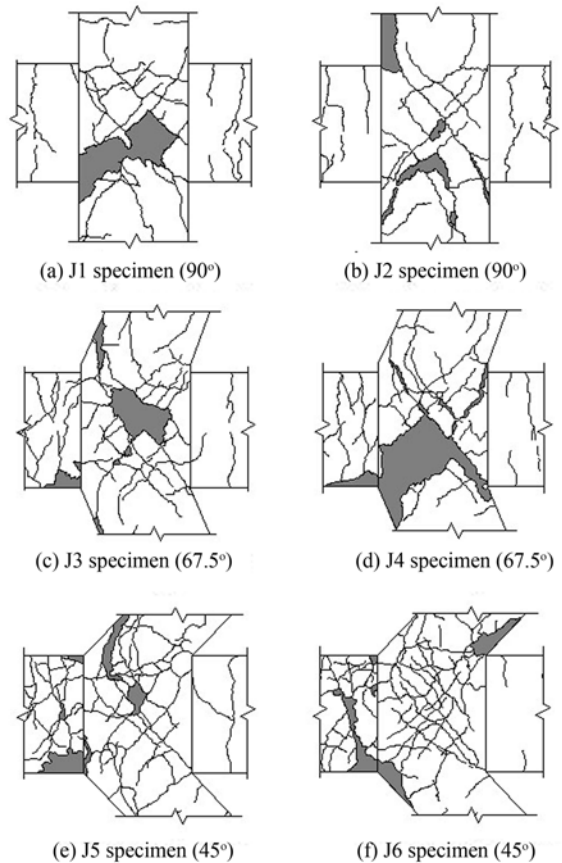 (a) J1 specimen (90°)
(b) J2 specimen (90°)
(c) J3 specimen (67.5°)
(d) J4 specimen (67.5°)
(e) J5 specimen (45°)
(f) J6 specimen (45°)